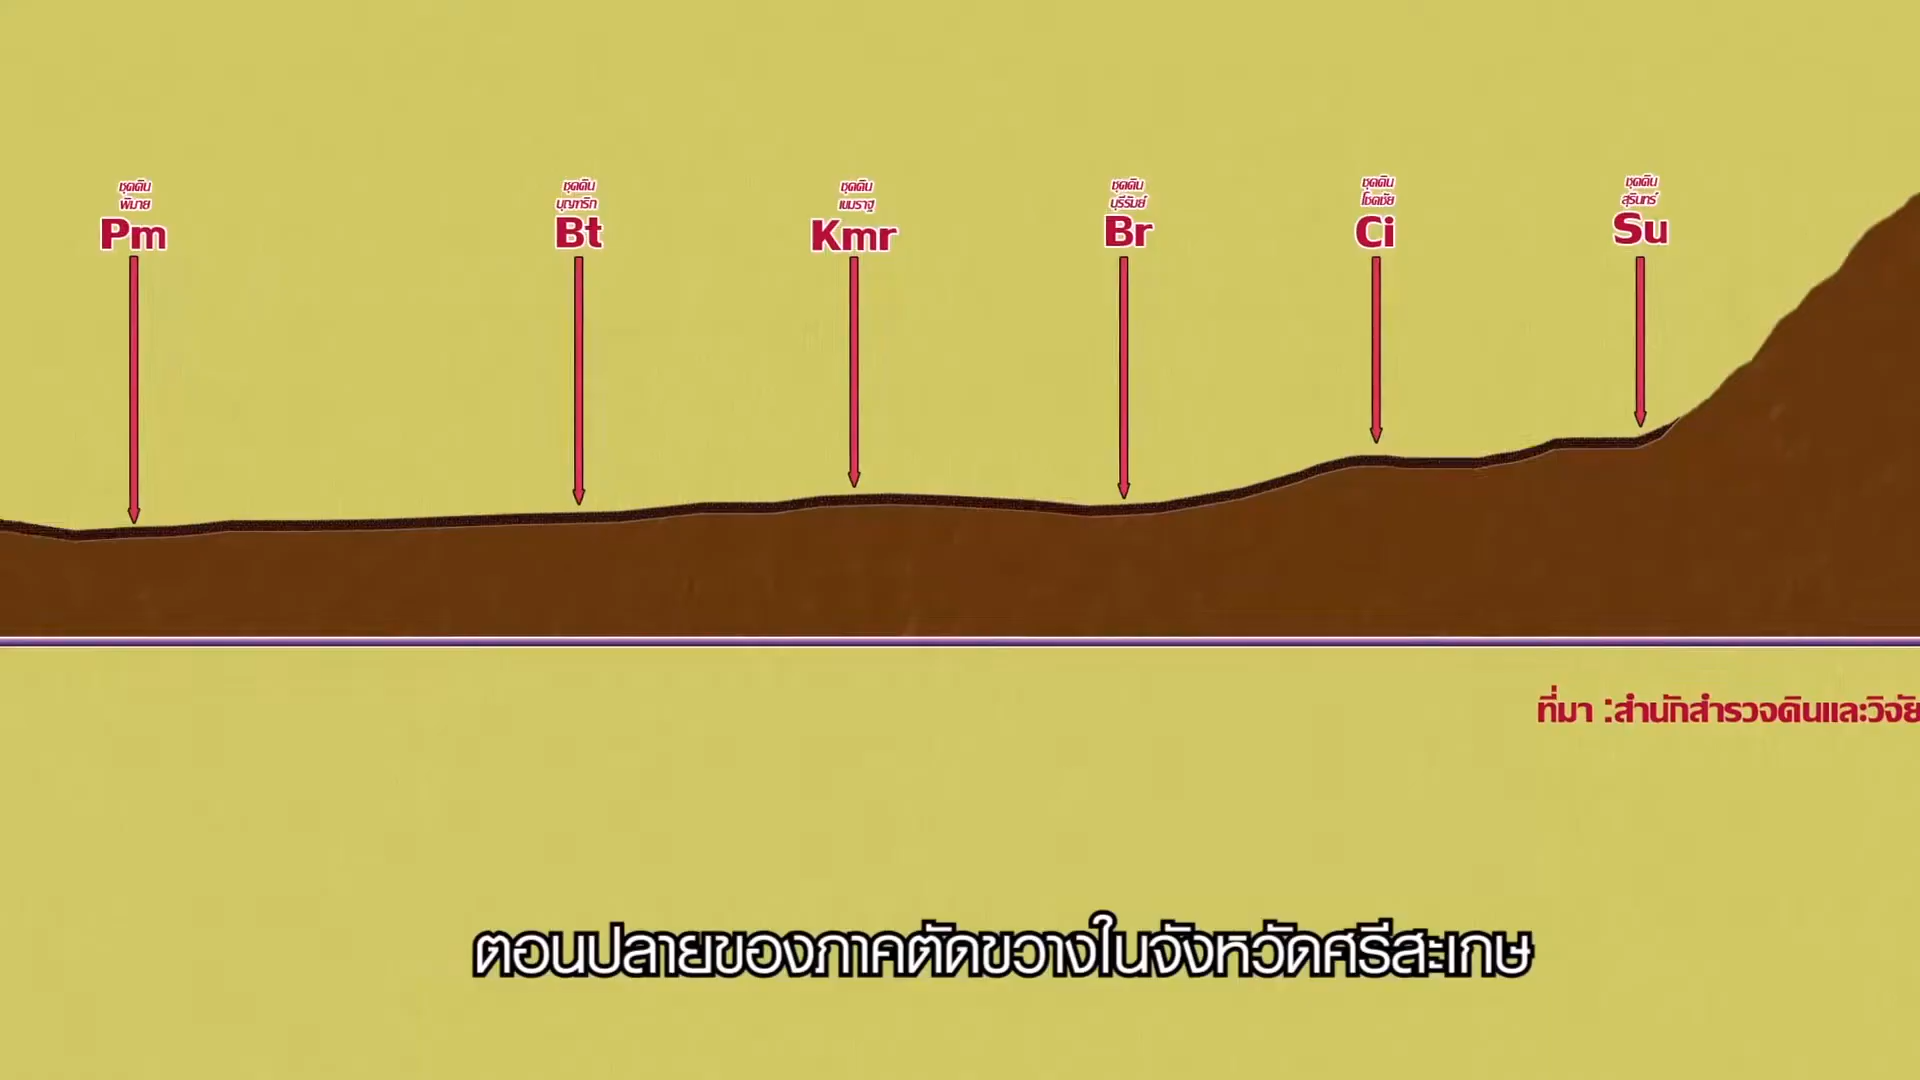 ชุดดิน
พิมาย
Pm
ชุดดิน
บุณฑริก
Bt
ชุดดิน
เขมราฐ
Kmr
ชุดดิน
บุรีรัมย์
Br
ชุดดิน
โชคชัย
Ci
ชุดดิน
สุรินทร์
Su
ที่มา :สำนักสำรวจดินและวิจัย
ตอนปลายของภาคตัดขวางในจังหวัดศรีสะเกษ